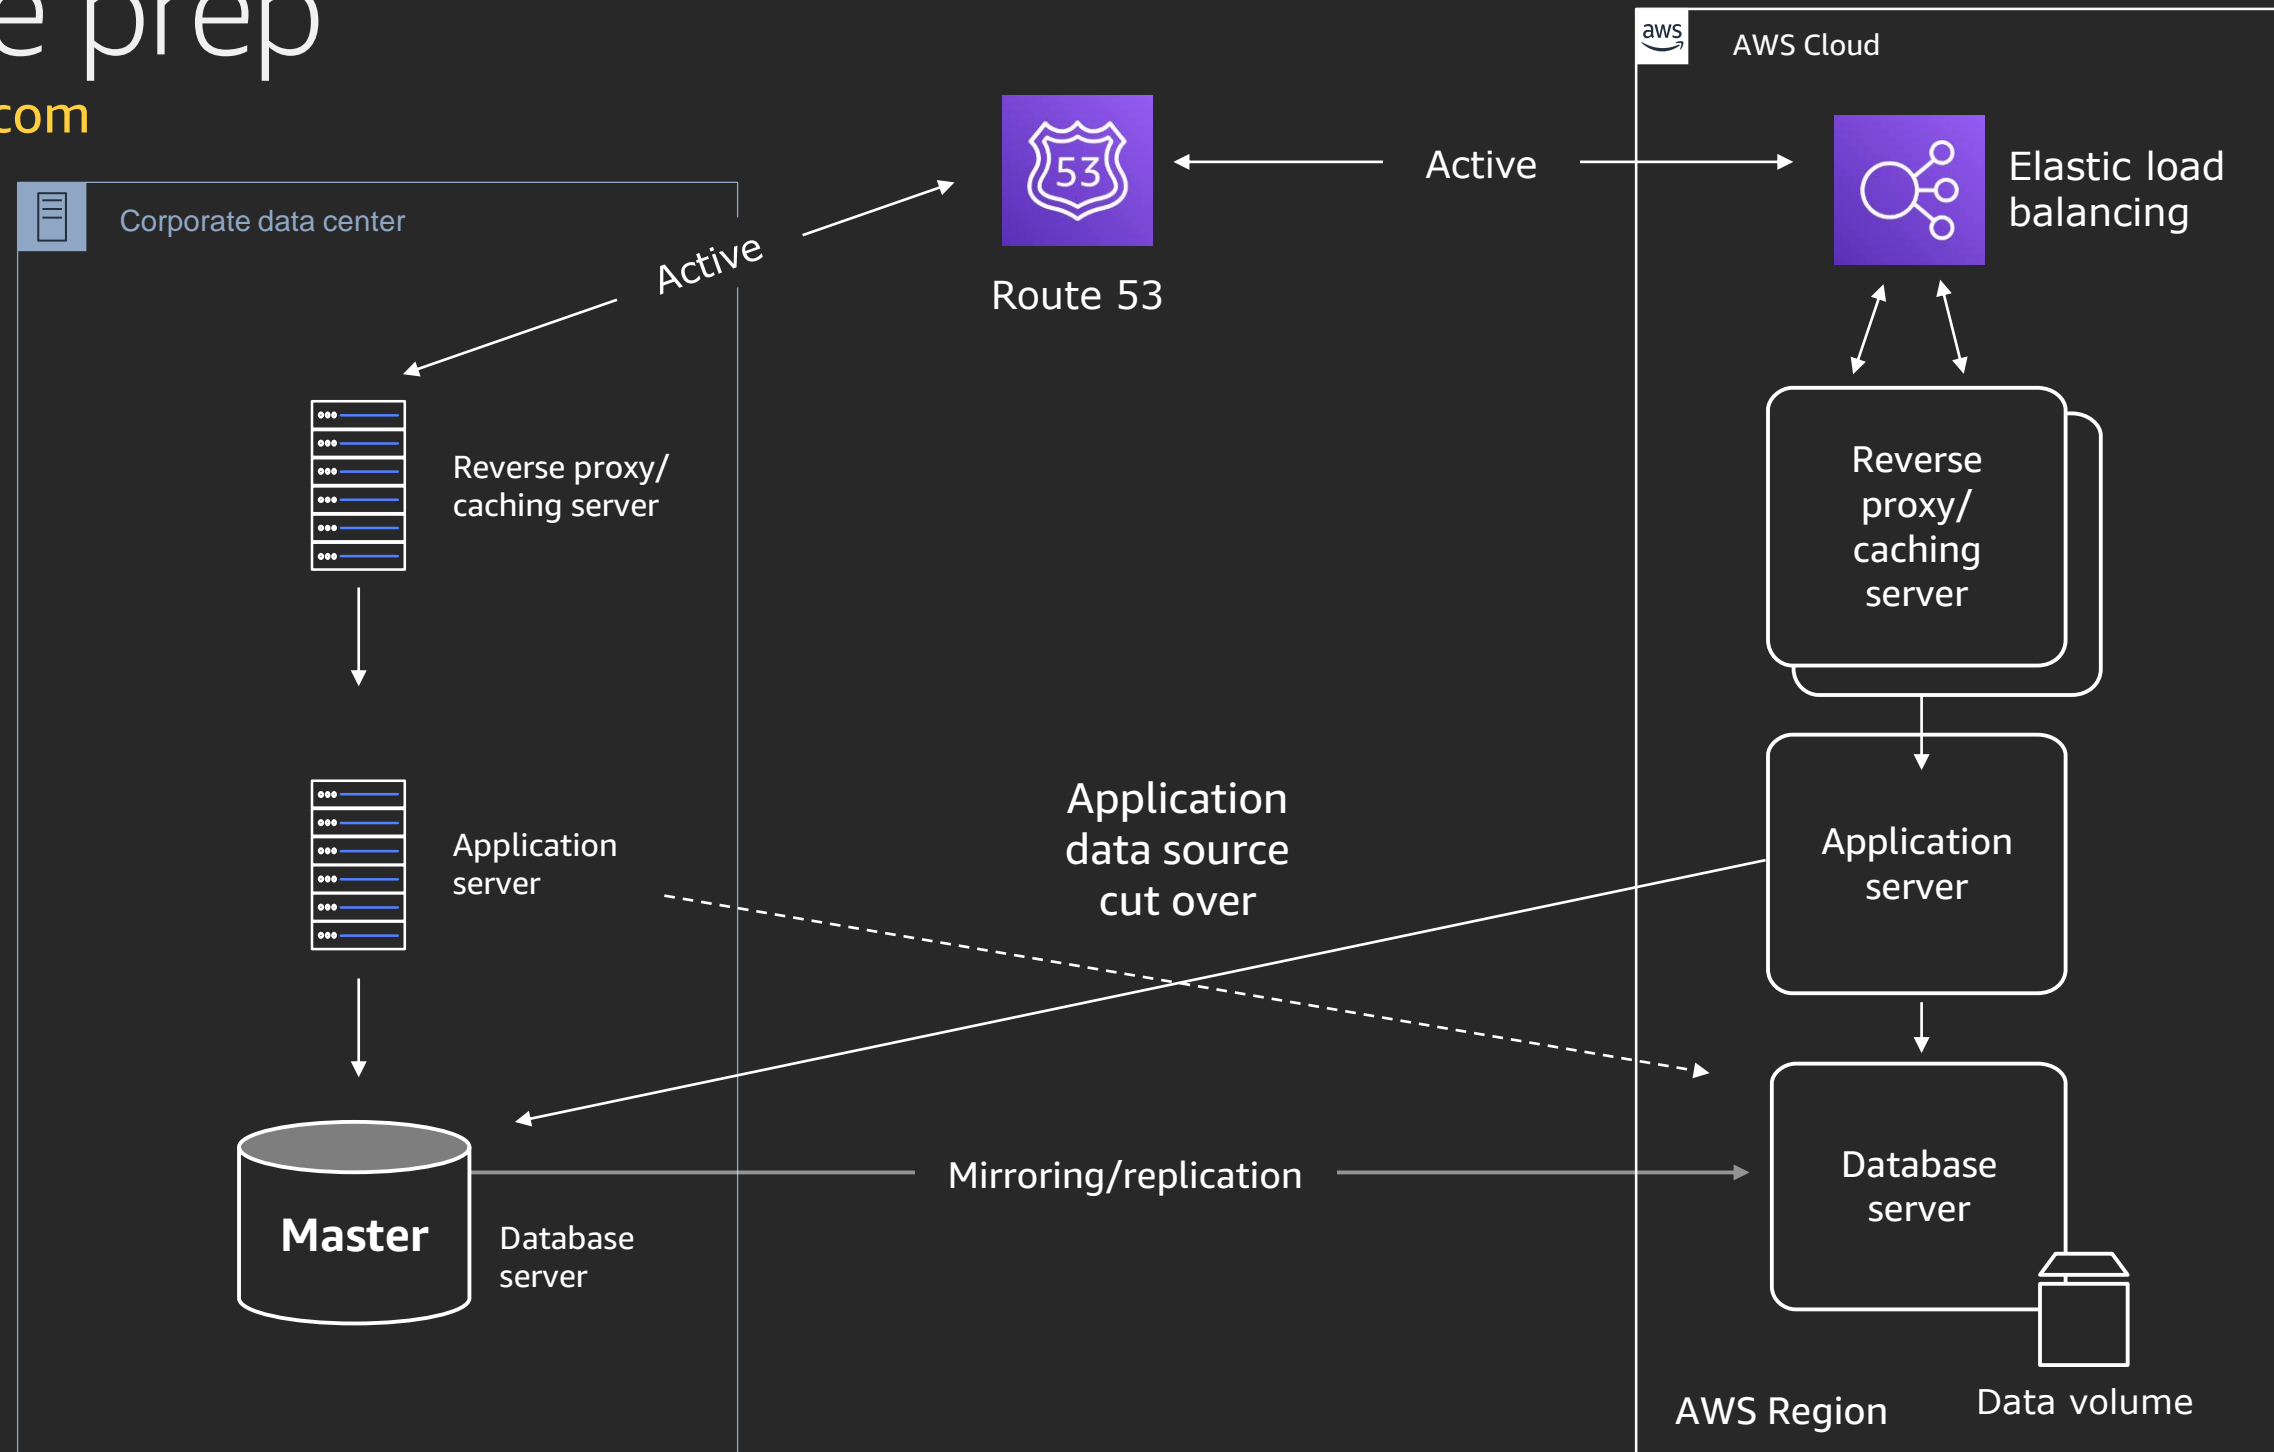 e prep
com
aws
AWS Cloud
Corporate data center
Active
53
Route 53
Active
Elastic load
balancing
Reverse proxy/
caching server
Reverse
proxy/
caching
server
Application
server
Application
data source
cut over
Application
server
Master
Database
server
Mirroring/replication
Database
server
AWS Region
Data volume